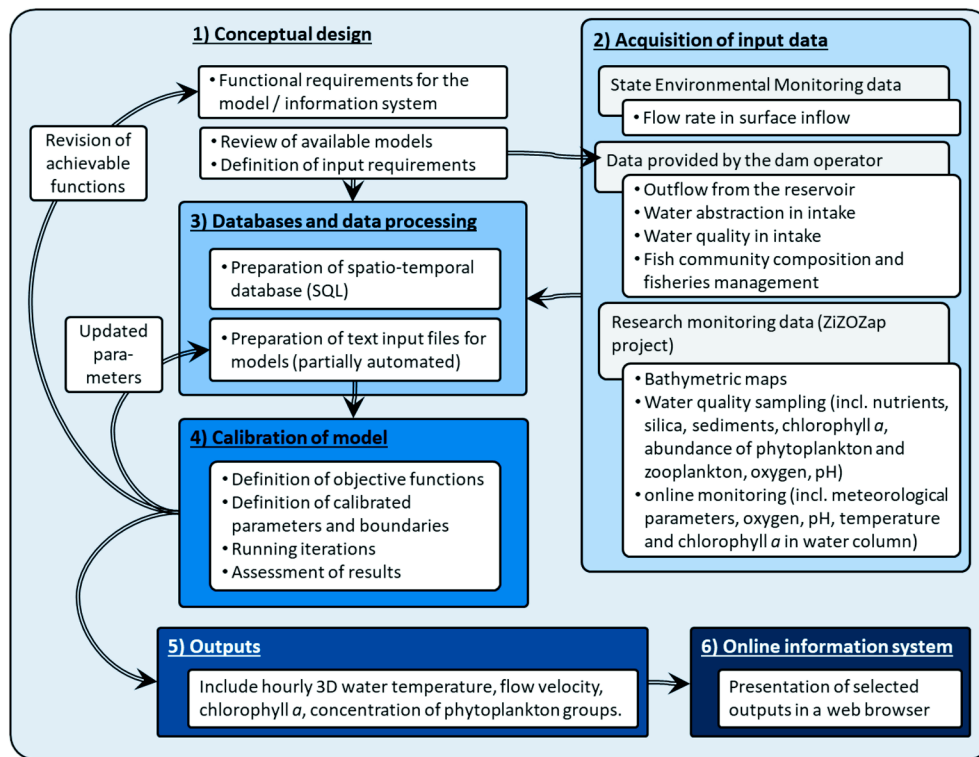 1) Conceptual design
• Functional requirements for the
model / information system
• Review of available models
• Definition of input requirements
Revision of
achievable
functions
2) Acquisition of input data
State Environmental Monitoring data
• Flow rate in surface inflow
Data provided by the dam operator
• Outflow from the reservoir
• Water abstraction in intake
• Water quality in intake
• Fish community composition and
fisheries management
Research monitoring data (ZiZOZap
project)
• Bathymetric maps
• Water quality sampling (incl. nutrients,
silica, sediments, chlorophyll a,
abundance of phytoplankton and
zooplankton, oxygen, pH)
• online monitoring (incl. meteorological
parameters, oxygen, pH, temperature
and chlorophyll a in water column)
3) Databases and data processing
• Preparation of spatio-temporal
database (SQL)
• Preparation of text input files for
models (partially automated)
Updated
para-
meters
4) Calibration of model
• Definition of objective functions
• Definition of calibrated
parameters and boundaries
• Running iterations
• Assessment of results
5) Outputs
Include hourly 3D water temperature, flow velocity,
chlorophyll a, concentration of phytoplankton groups.
6) Online information system
Presentation of selected
outputs in a web browser